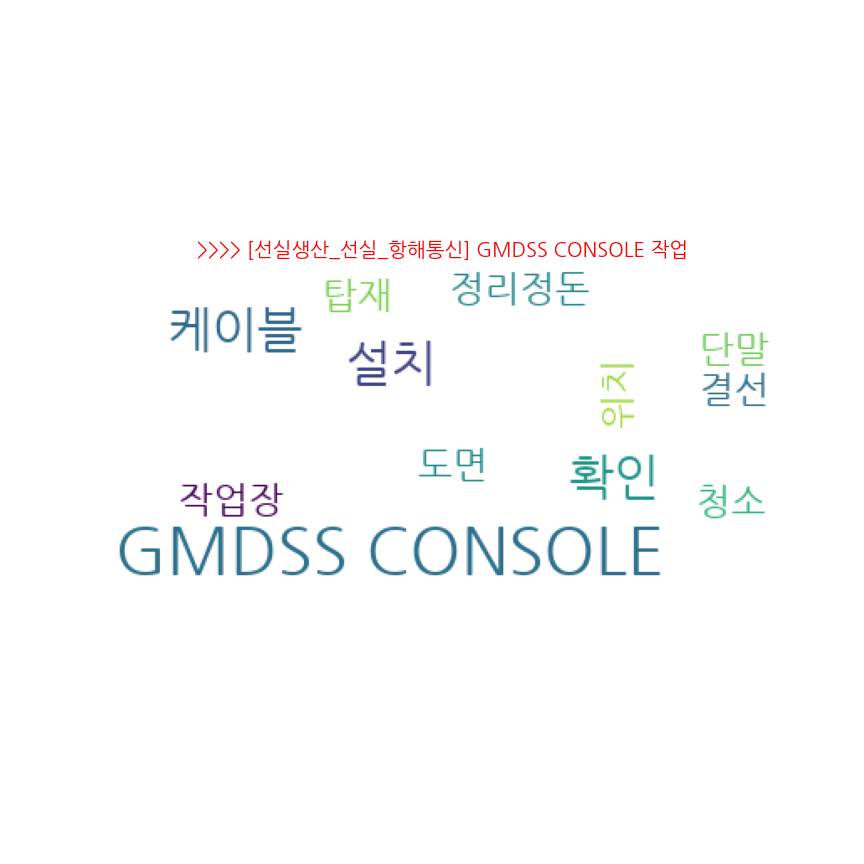 >>>> [선실생산_선실_항해통신] GMDSS CONSOLE 작업
탑재
정리정돈
케이블
설치
단말
위치
결선
도면
확인
작업장
청소
GMDSS CONSOLE